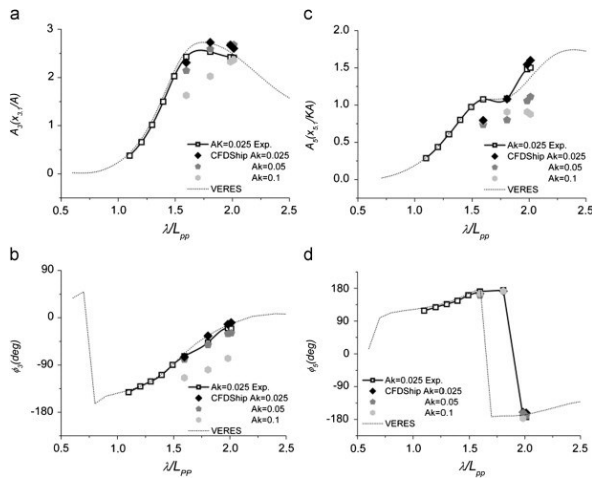 a
A3(x3,1/A)
3
2
1
0
0.5 1.0 1.5 2.0 2.5
λ/Lpp
AK=0.025 Exp.
CFDShip Ak=0.025
Ak=0.05
Ak=0.1
VERES
c
A5(x5,1/KA)
2.0
1.5
1.0
0.5
0.0
0.5 1.0 1.5 2.0 2.5
λ/Lpp
Ak=0.025 Exp.
CFDShip Ak=0.025
Ak=0.05
Ak=0.1
VERES
b
ϕ3(deg)
90
0
-90
-180
0.5 1.0 1.5 2.0 2.5
λ/LPP
Ak=0.025 Exp.
CFDShip Ak=0.025
Ak=0.05
Ak=0.1
VERES
d
ϕ5(deg)
180
90
0
-90
-180
0.5 1.0 1.5 2.0 2.5
λ/Lpp
Ak=0.025 Exp.
CFDShip Ak=0.025
Ak=0.05
Ak=0.1
VERES